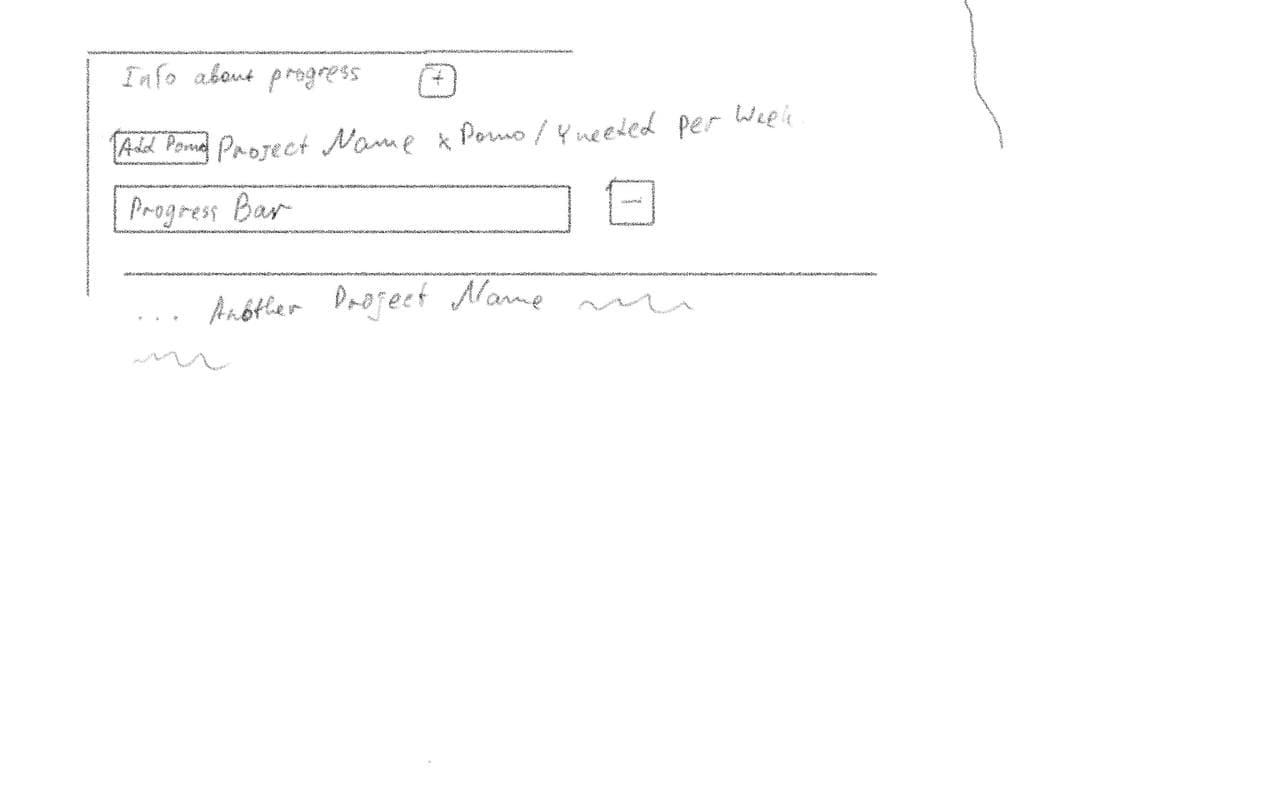 Info about progress +
Add Pomo Project Name x Pomo / Y needed per Week
Progress Bar -
... Another Project Name